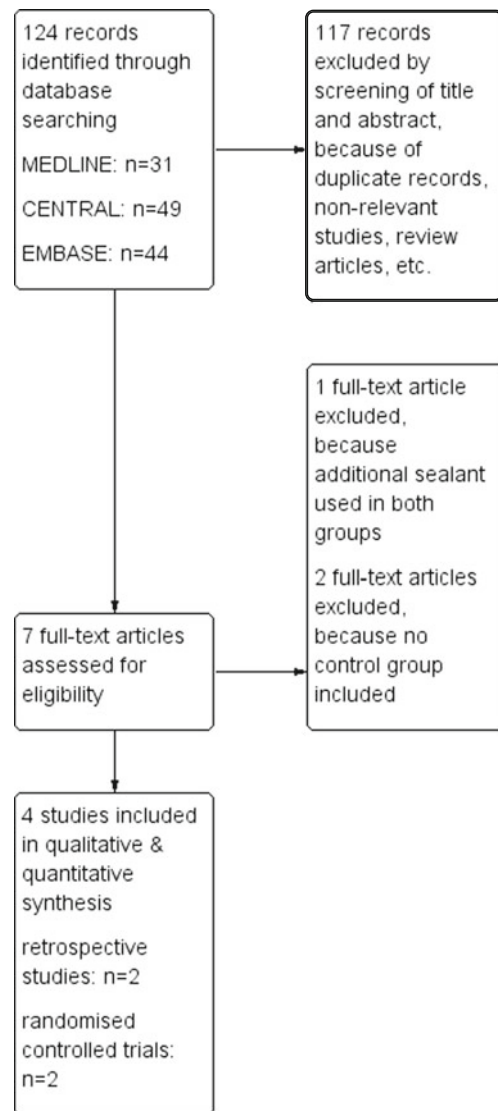 124 records
identified through
database
searching
MEDLINE: n=31
CENTRAL: n=49
EMBASE: n=44
117 records
excluded by
screening of title
and abstract,
because of
duplicate records,
non-relevant
studies, review
articles, etc.
1 full-text article
excluded,
because
additional sealant
used in both
groups
2 full-text articles
excluded,
because no
control group
included
7 full-text articles
assessed for
eligibility
4 studies included
in qualitative &
quantitative
synthesis
retrospective
studies: n=2
randomised
controlled trials:
n=2